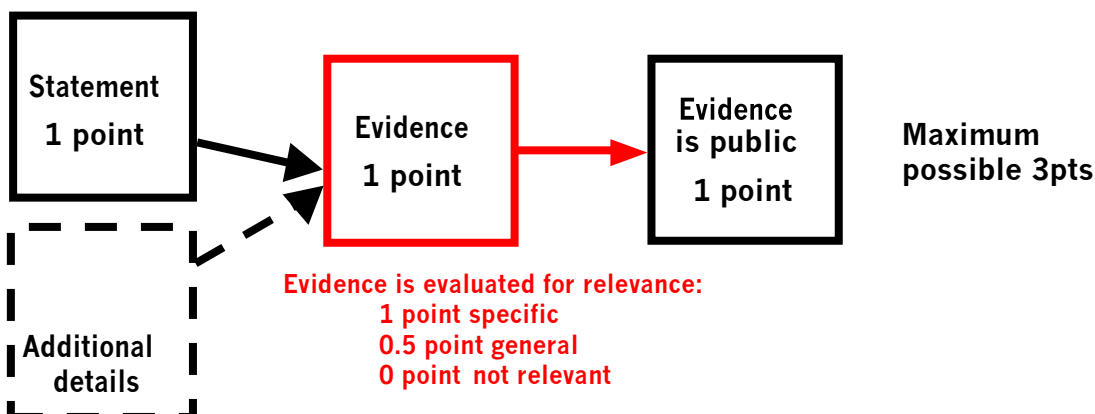 Statement
1 point
Additional
details
Evidence
1 point
Evidence
is public
1 point
Maximum
possible 3pts
Evidence is evaluated for relevance:
1 point specific
0.5 point general
0 point not relevant